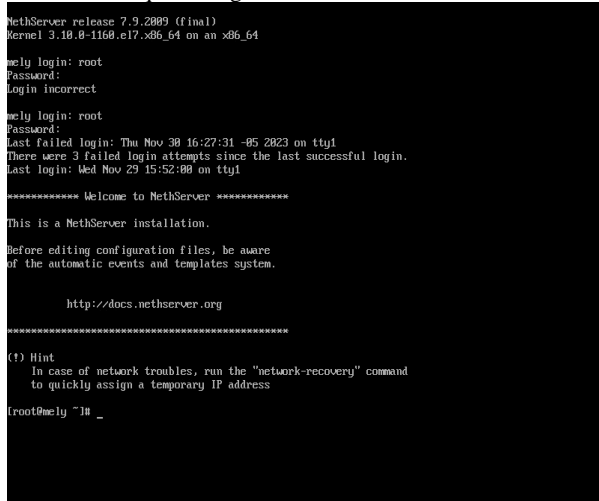 NethServer release 7.9.2009 (final)
Kernel 3.10.0-1160.el7.x86_64 on an x86_64
mely login: root
Password:
Login incorrect
mely login: root
Password:
Last failed login: Thu Nov 30 16:27:31 -05 2023 on tty1
There were 3 failed login attempts since the last successful login.
Last login: Wed Nov 29 15:52:00 on tty1
************ Welcome to NethServer ************
This is a NethServer installation.
Before editing configuration files, be aware
of the automatic events and templates system.
http://docs.nethserver.org
***********************************************
(!) Hint
In case of network troubles, run the "network-recovery" command
to quickly assign a temporary IP address
[root@mely ~]# _